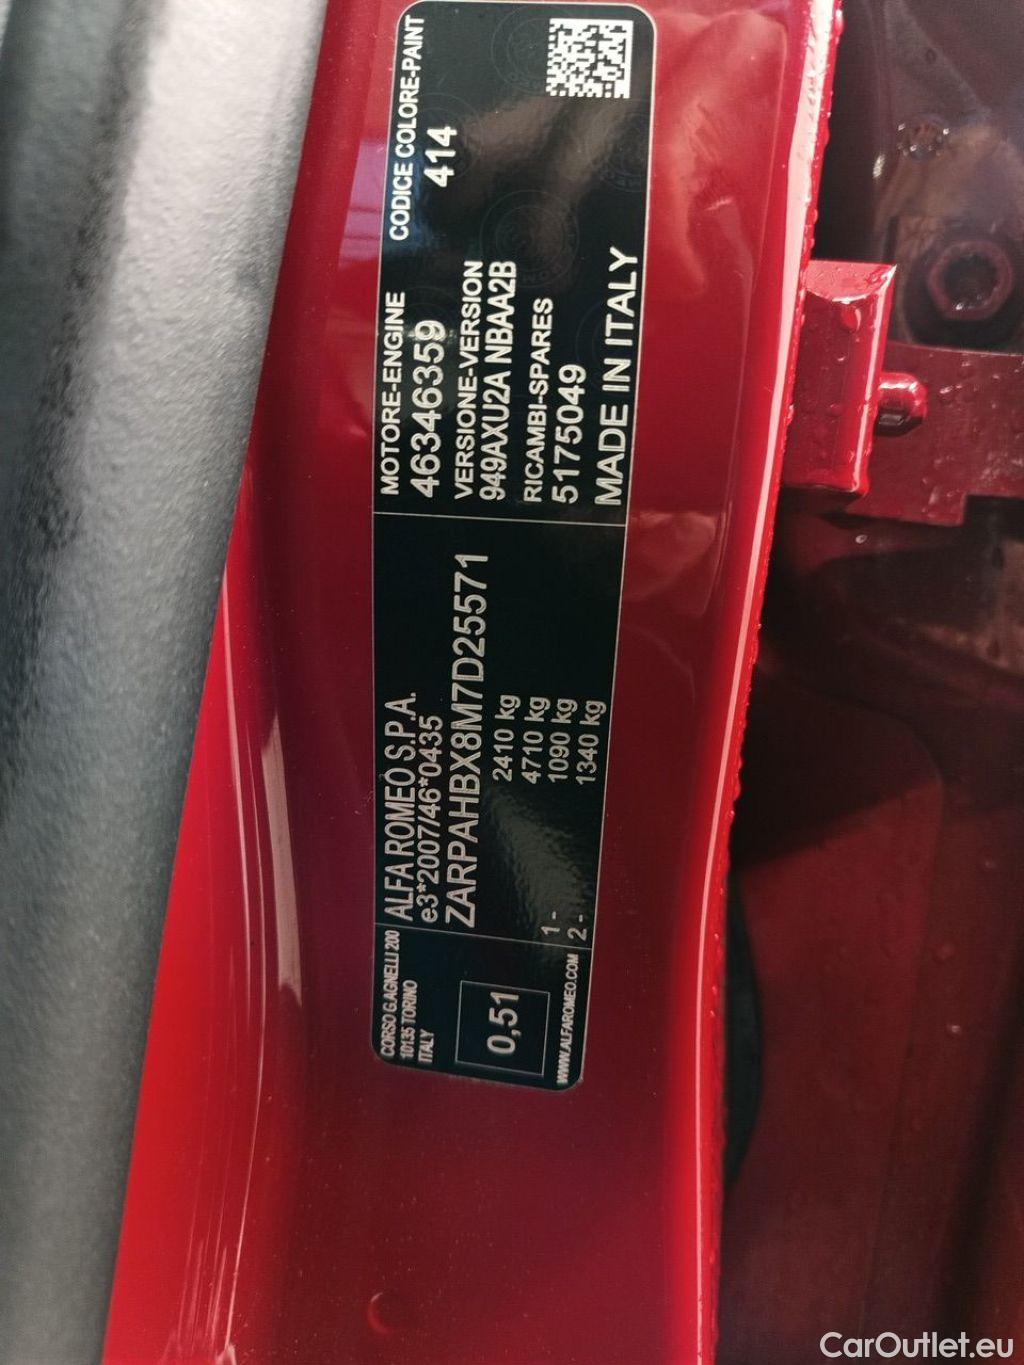 CORSO G.AGNELLI 200
10135 TORINO
ITALY
0,51
WWW.ALFAROMEO.COM
ALFA ROMEO S.P.A.
e3*2007/46*0435
ZARPAHBX8M7D25571
2410 kg
4710 kg
1 - 1090 kg
2 - 1340 kg
MOTORE-ENGINE
46346359
VERSIONE-VERSION
949AXU2A NBAA2B
RICAMBI-SPARES
5175049
MADE IN ITALY
CODICE COLORE-PAINT
414
CarOutlet.eu